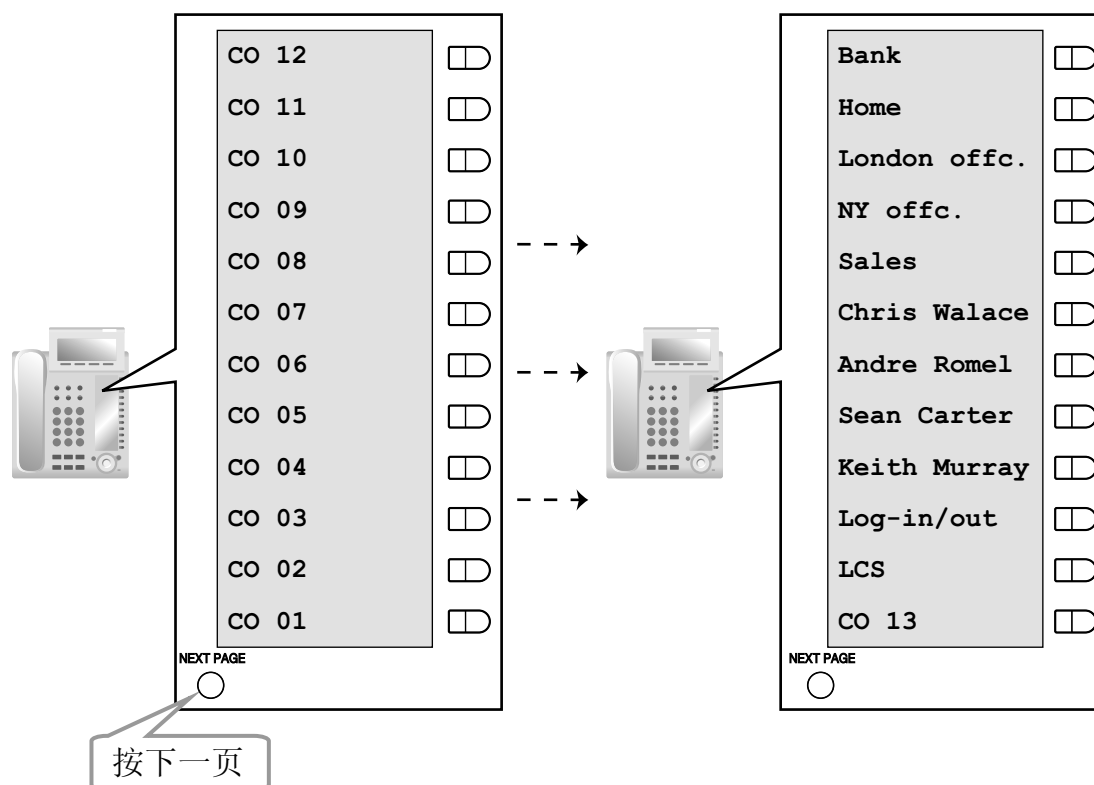 CO 12
CO 11
CO 10
CO 09
CO 08
CO 07
CO 06
CO 05
CO 04
CO 03
CO 02
CO 01
NEXT PAGE
按下一页
Bank
Home
London offc.
NY offc.
Sales
Chris Walace
Andre Romel
Sean Carter
Keith Murray
Log-in/out
LCS
CO 13
NEXT PAGE